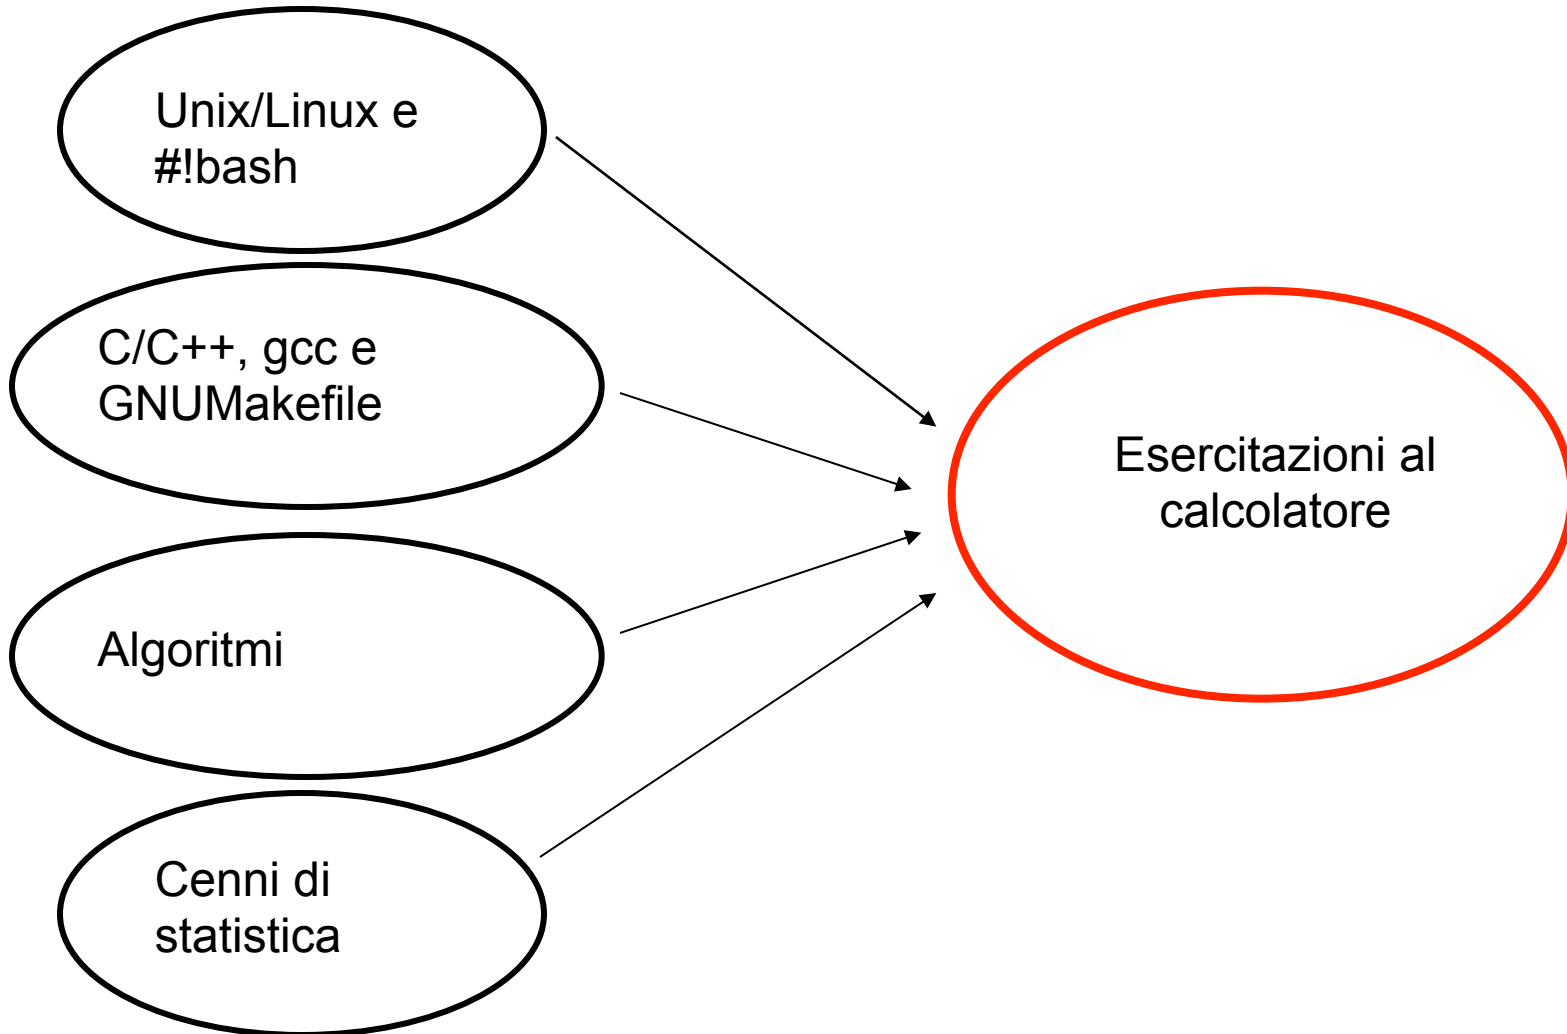 Unix/Linux e
#!bash
C/C++, gcc e
GNUMakefile
Algoritmi
Cenni di
statistica
Esercitazioni al
calcolatore